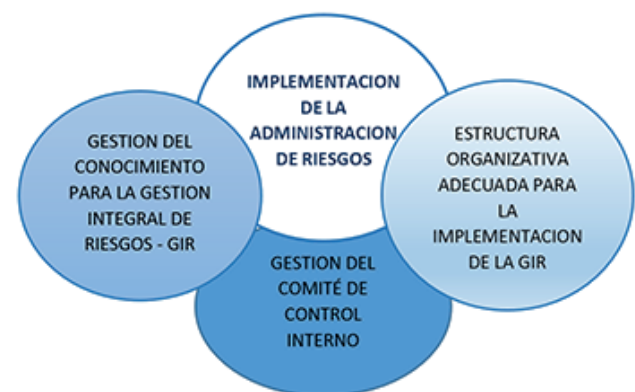 IMPLEMENTACION
DE LA
ADMINISTRACION
DE RIESGOS
GESTION DEL
CONOCIMIENTO
PARA LA GESTION
INTEGRAL DE
RIESGOS - GIR
ESTRUCTURA
ORGANIZATIVA
ADECUADA PARA
LA
IMPLEMENTACION
DE LA GIR
GESTION DEL
COMITÉ DE
CONTROL
INTERNO